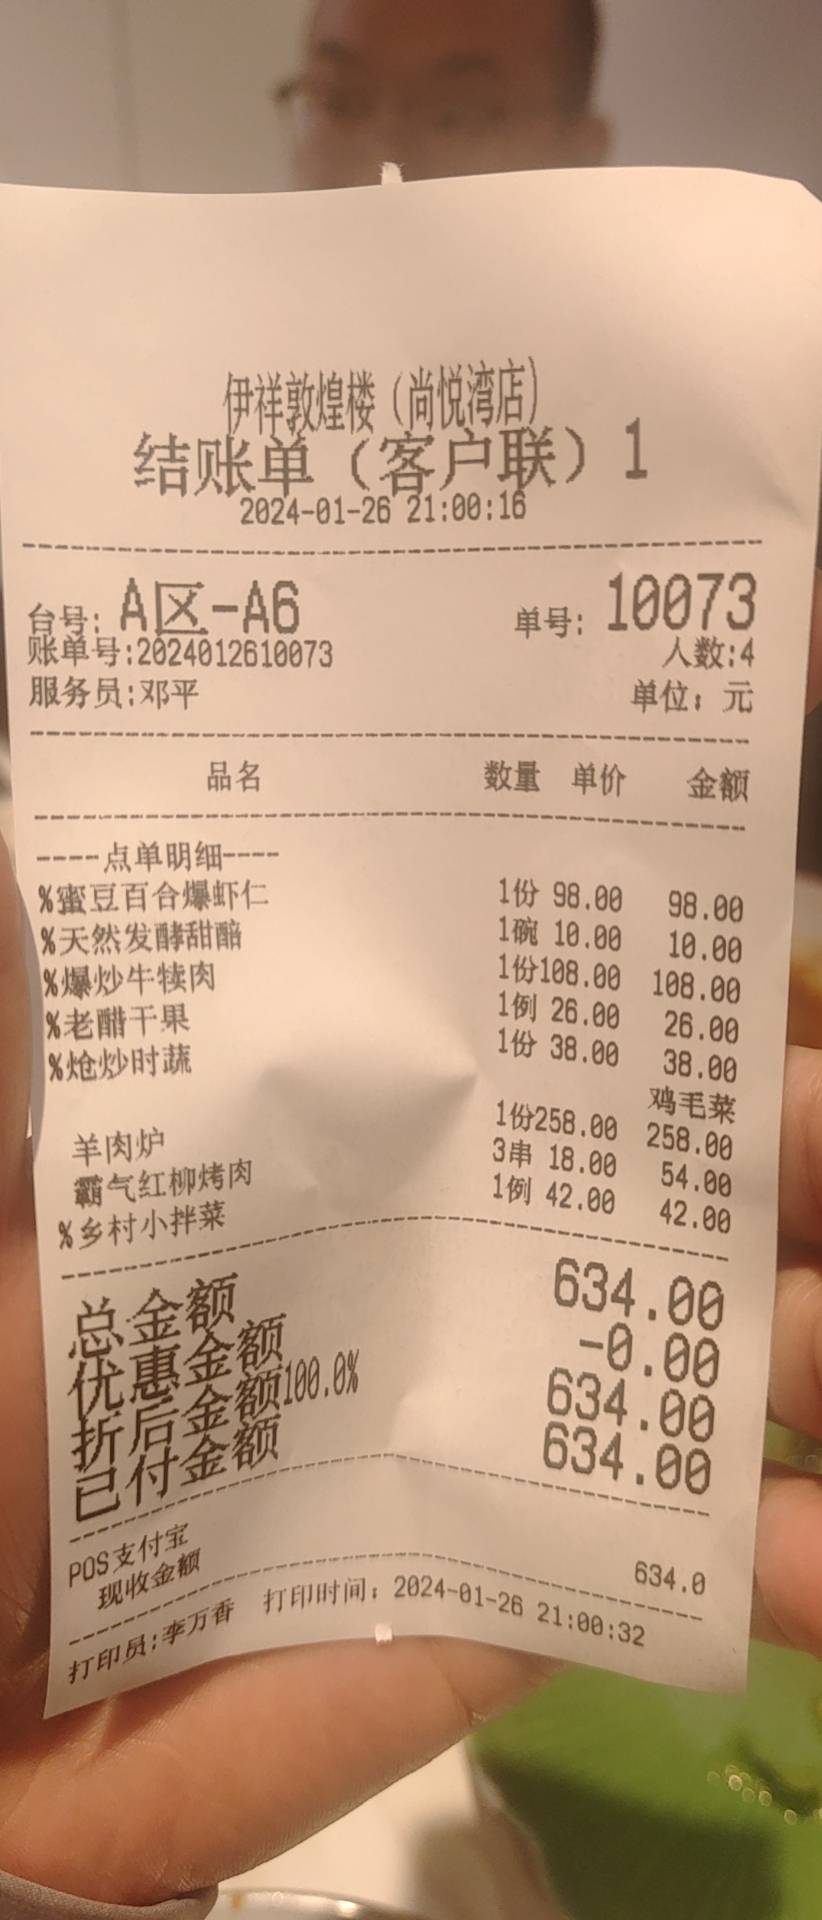 伊祥敦煌楼(尚悦湾店)
结账单(客户联)1
2024-01-26 21:00:16
台号: A区-A6 单号: 10073
账单号:2024012610073 人数:4
服务员:邓平 单位: 元
品名 数量 单价 金额
----点单明细----
%蜜豆百合爆虾仁 1份 98.00 98.00
%天然发酵甜醅 1碗 10.00 10.00
%爆炒牛犊肉 1份108.00 108.00
%老醋干果 1例 26.00 26.00
%炝炒时蔬 1份 38.00 38.00
鸡毛菜
羊肉炉 1份258.00 258.00
霸气红柳烤肉 3串 18.00 54.00
%乡村小拌菜 1例 42.00 42.00
总金额 634.00
优惠金额 -0.00
折后金额100.0% 634.00
已付金额 634.00
POS支付宝
现收金额 634.0
打印员:李万香 打印时间: 2024-01-26 21:00:32